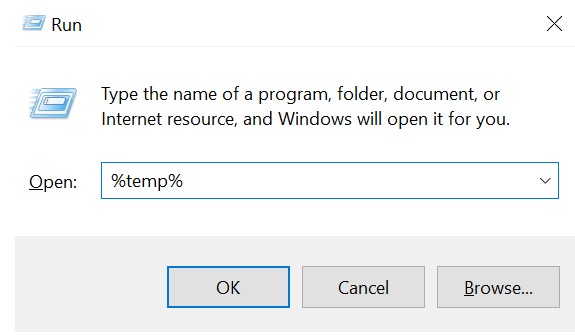 Run
Type the name of a program, folder, document, or
Internet resource, and Windows will open it for you.
Open: %temp%
OK Cancel Browse...